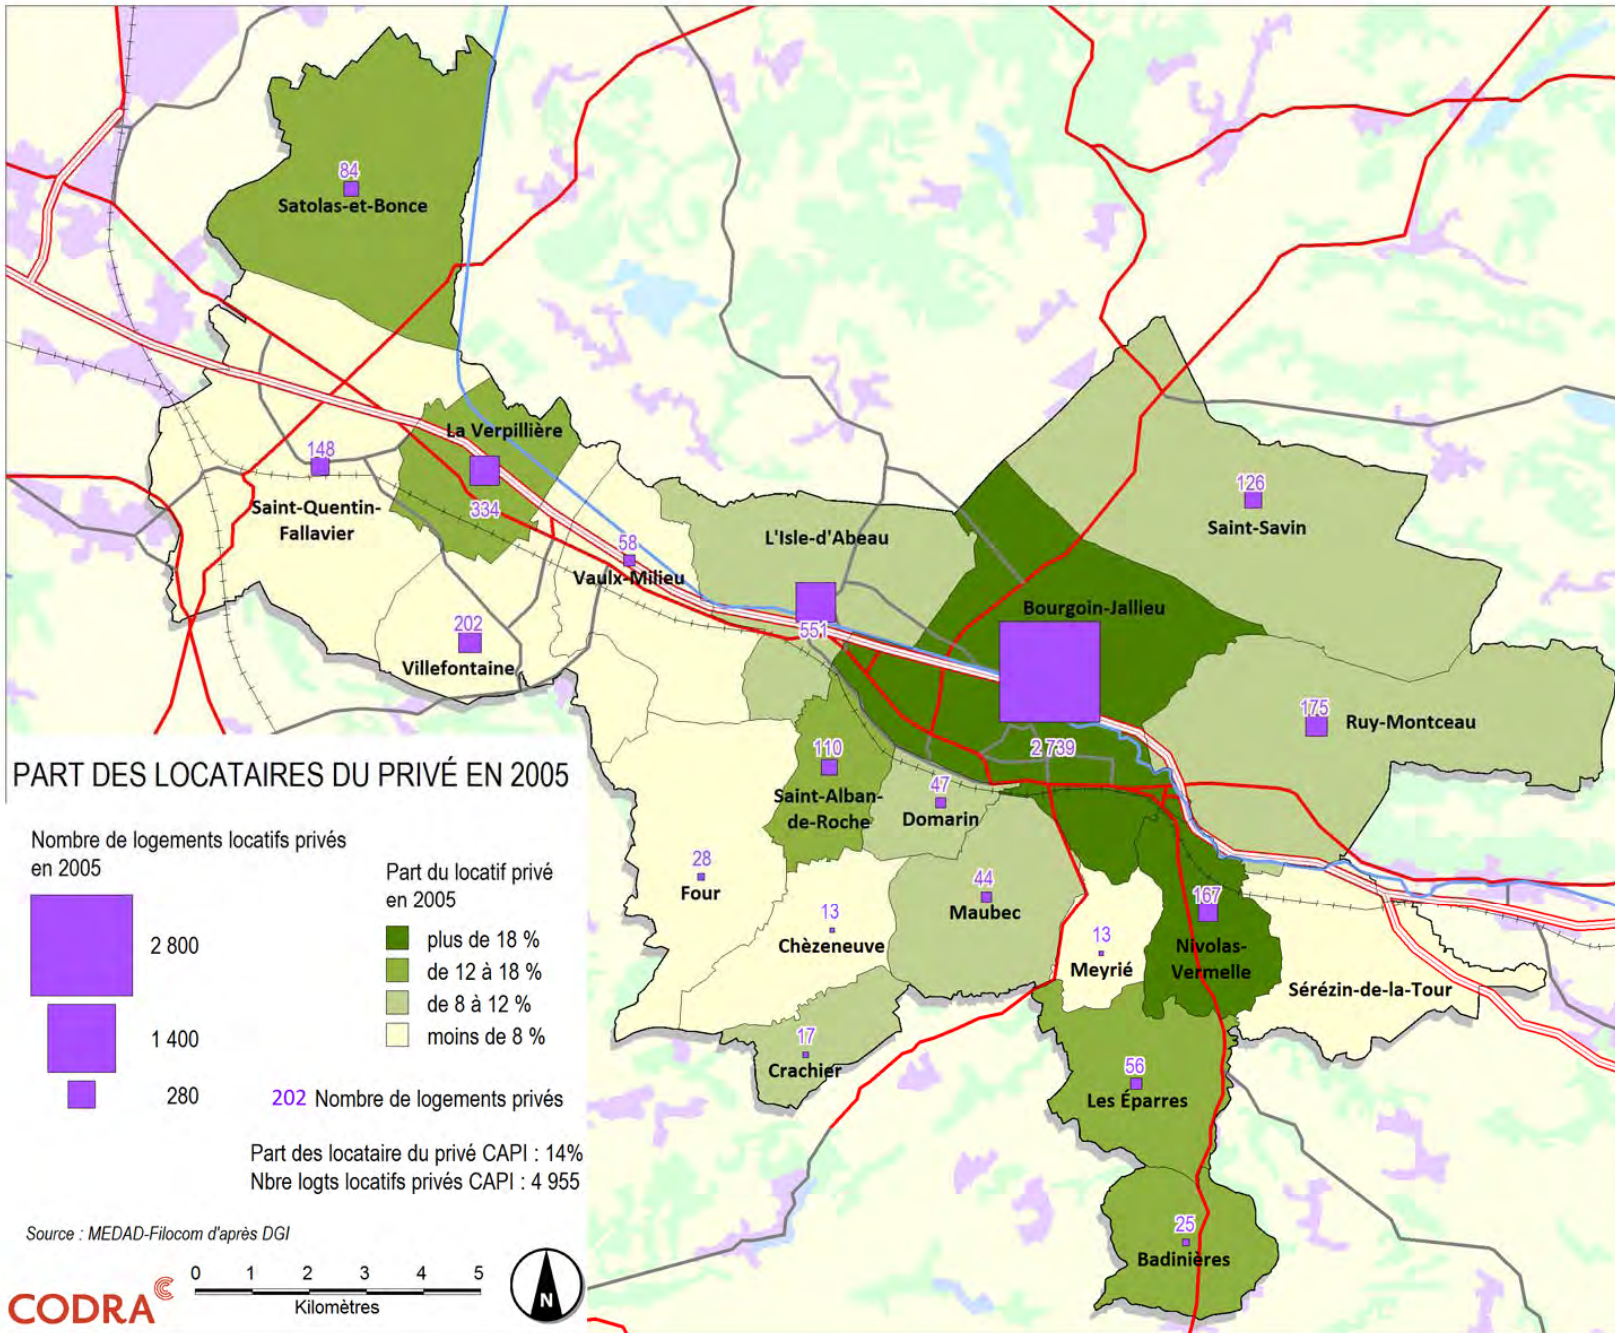 84
Satolas-et-Bonce
La Verpillière
148
334
Saint-Quentin-
Fallavier
126
Saint-Savin
L'Isle-d'Abeau
58
Vaulx-Milieu
551
Bourgoin-Jallieu
202
Villefontaine
175
Ruy-Montceau
2 739
110
Saint-Alban-
de-Roche
47
Domarin
28
Four
44
Maubec
13
Chèzeneuve
13
Meyrié
167
Nivolas-
Vermelle
Sérézin-de-la-Tour
17
Crachier
56
Les Éparres
25
Badinières
PART DES LOCATAIRES DU PRIVÉ EN 2005
Nombre de logements locatifs privés
en 2005
2 800
1 400
280
Part du locatif privé
en 2005
plus de 18 %
de 12 à 18 %
de 8 à 12 %
moins de 8 %
202 Nombre de logements privés
Part des locataire du privé CAPI : 14%
Nbre logts locatifs privés CAPI : 4 955
Source : MEDAD-Filocom d'après DGI
CODRA
0 1 2 3 4 5
Kilomètres
N